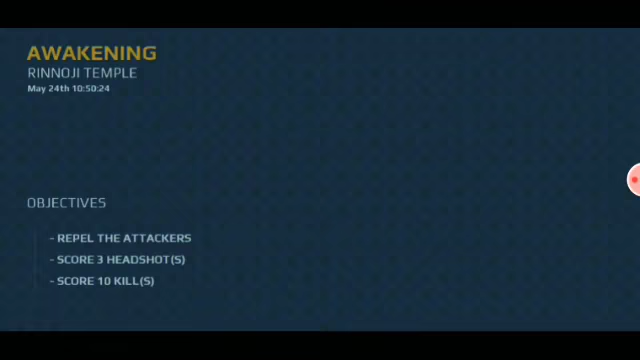 AWAKENING
RINNOJI TEMPLE
May 24th 10:50:24
OBJECTIVES
- REPEL THE ATTACKERS
- SCORE 3 HEADSHOT(S)
- SCORE 10 KILL(S)